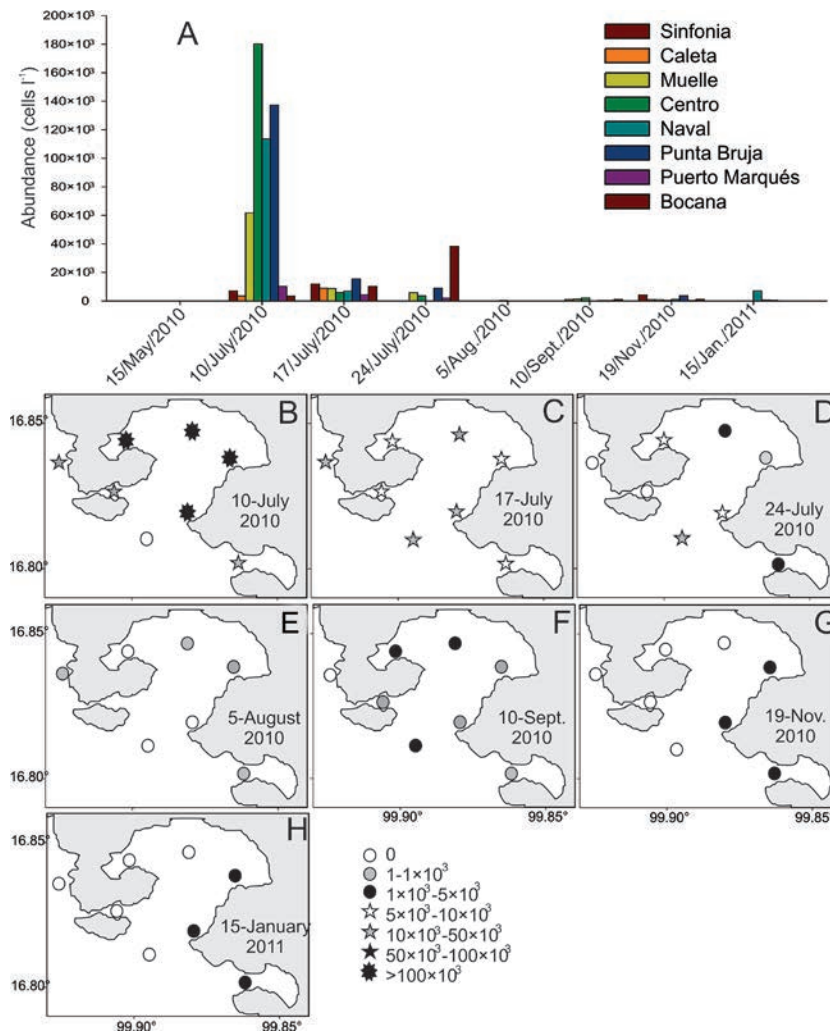 A
Abundance (cells l⁻¹)
200×10³
180×10³
160×10³
140×10³
120×10³
100×10³
80×10³
60×10³
40×10³
20×10³
0
Sinfonia
Caleta
Muelle
Centro
Naval
Punta Bruja
Puerto Marqués
Bocana
15/May/2010
10/July/2010
17/July/2010
24/July/2010
5/Aug./2010
10/Sept./2010
19/Nov./2010
15/Jan./2011
16.85°
16.80°
B
10-July
2010
C
17-July
2010
D
24-July
2010
16.85°
16.80°
E
5-August
2010
F
10-Sept.
2010
G
19-Nov.
2010
99.90°
99.85°
99.90°
99.85°
16.85°
16.80°
H
15-January
2011
99.90°
99.85°
0
1-1×10³
1×10³-5×10³
5×10³-10×10³
10×10³-50×10³
50×10³-100×10³
>100×10³